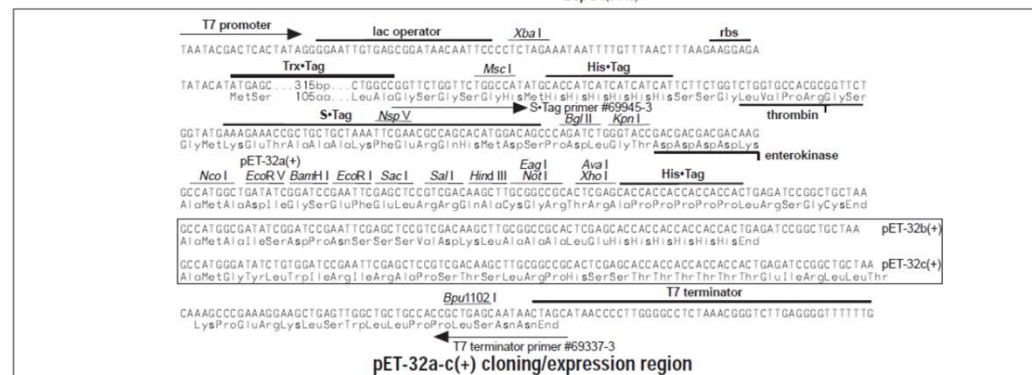 T7 promoter lac operator Xba I rbs
TAATACGACTCACTATAGGGGAATTGTGAGCGGATAACAATTCCCCTCTAGAAATAATTTTGTTTAACTTTAAGAAGGAGA
Trx•Tag Msc I His•Tag
TATACATATGAGC...315bp...CTGGCCGGTTCTGGTTCTGGCCATATGCACCATCATCATCATCATTCTTCTGGTCTGGTGCCACGCGGTTCT
MetSer 105aa...LeuAlaGlySerGlySerGlyHisMetHisHisHisHisHisHisSerSerGlyLeuValProArgGlySer
S•Tag primer #69945-3
thrombin
S•Tag Nsp V Bgl II Kpn I
GGTATGAAAGAAACCGCTGCTGCTAAATTCGAACGCCAGCACATGGACAGCCCAGATCTGGGTACCGACGACGACGACAAG
GlyMetLysGluThrAlaAlaAlaLysPheGluArgGlnHisMetAspSerProAspLeuGlyThrAspAspAspAspLys
enterokinase
pET-32a(+) Eag I Ava I
Nco I EcoR V BamH I EcoR I Sac I Sal I Hind III Not I Xho I His•Tag
GCCATGGCTGATATCGGATCCGAATTCGAGCTCCGTCGACAAGCTTGCGGCCGCACTCGAGCACCACCACCACCACCACTGAGATCCGGCTGCTAA
AlaMetAlaAspIleGlySerGluPheGluLeuArgArgGlnAlaCysGlyArgThrArgAlaProProProProProProLeuArgSerGlyCysEnd
GCCATGGCGATATCGGATCCGAATTCGAGCTCCGTCGACAAGCTTGCGGCCGCACTCGAGCACCACCACCACCACCACTGAGATCCGGCTGCTAA pET-32b(+)
AlaMetAlaIleSerAspProAsnSerSerSerValAspLysLeuAlaAlaAlaLeuGluHisHisHisHisHisHisEnd
GCCATGGGATATCTGTGGATCCGAATTCGAGCTCCGTCGACAAGCTTGCGGCCGCACTCGAGCACCACCACCACCACCACTGAGATCCGGCTGCTAA pET-32c(+)
AlaMetGlyTyrLeuTrpIleArgIleArgAlaProSerThrSerLeuArgProHisSerSerThrThrThrThrThrThrGluIleArgLeuLeuThr
Bpu1102 I T7 terminator
CAAAGCCCGAAAGGAAGCTGAGTTGGCTGCTGCCACCGCTGAGCAATAACTAGCATAACCCCTTGGGGCCTCTAAACGGGTCTTGAGGGGTTTTTTG
LysProGluArgLysLeuSerTrpLeuLeuProProLeuSerAsnAsnEnd
T7 terminator primer #69337-3
pET-32a-c(+) cloning/expression region